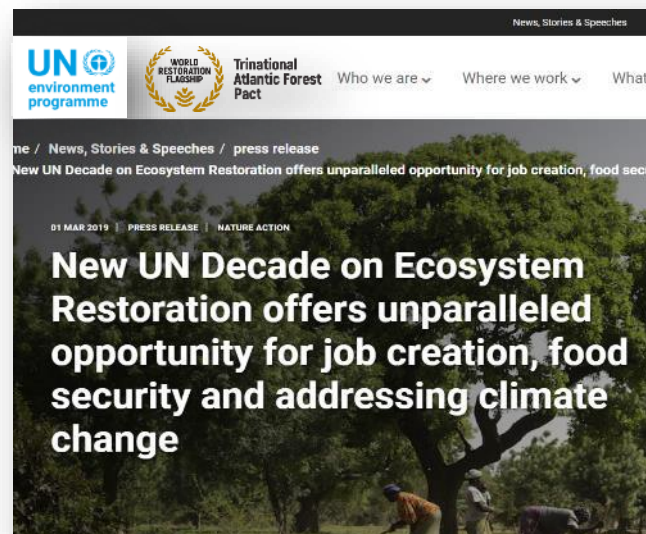 News, Stories & Speeches
UN
environment
programme
WORLD
RESTORATION
FLAGSHIP
Trinational
Atlantic Forest
Pact
Who we are
Where we work
What
me / News, Stories & Speeches / press release
New UN Decade on Ecosystem Restoration offers unparalleled opportunity for job creation, food secu
01 MAR 2019 | PRESS RELEASE | NATURE ACTION
New UN Decade on Ecosystem
Restoration offers unparalleled
opportunity for job creation, food
security and addressing climate
change